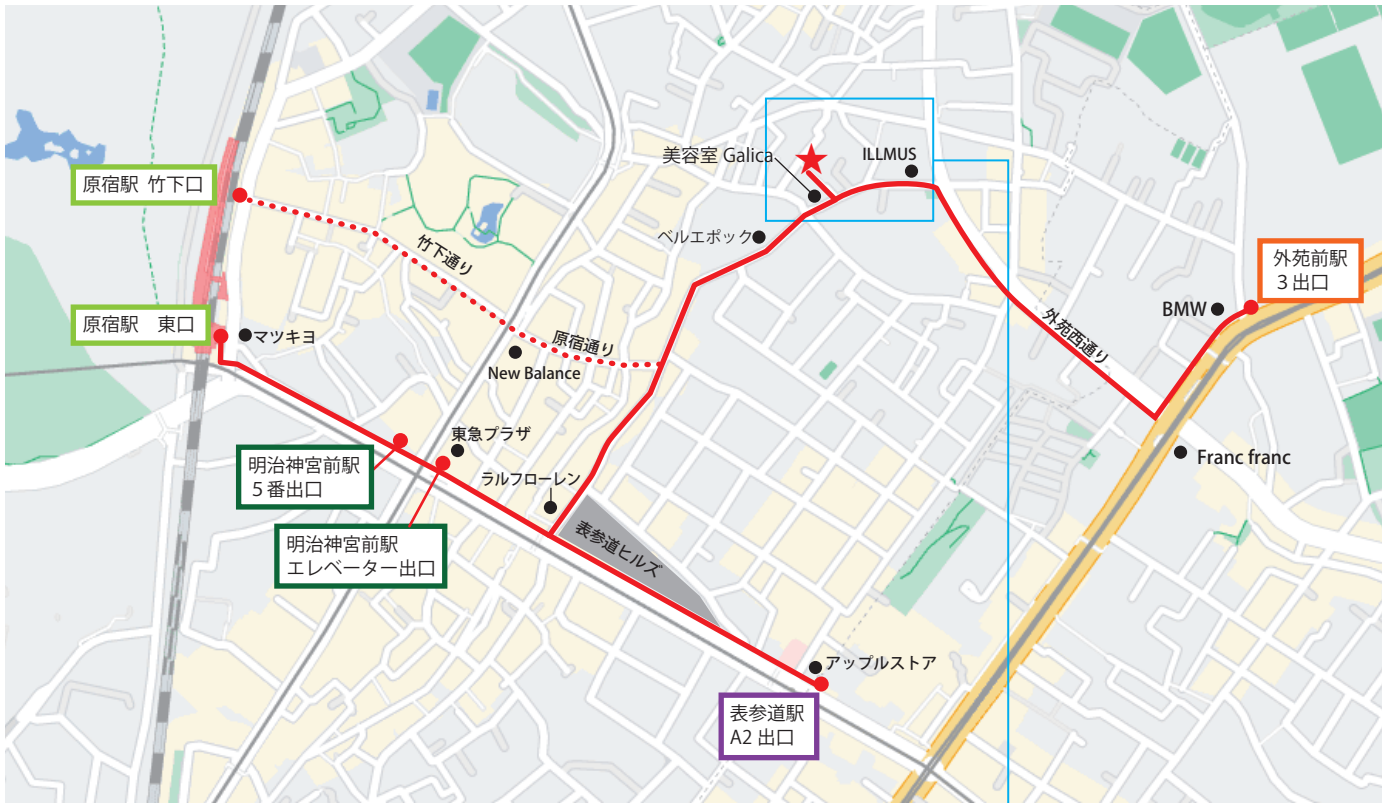 美容室 Galica
ILLMUS
原宿駅 竹下口
ベルエポック
竹下通り
外苑前駅
3 出口
BMW
原宿駅　東口
マツキヨ
原宿通り
外苑西通り
New Balance
東急プラザ
明治神宮前駅
5 番出口
ラルフローレン
Franc franc
明治神宮前駅
エレベーター出口
表参道ヒルズ
アップルストア
表参道駅
A2 出口